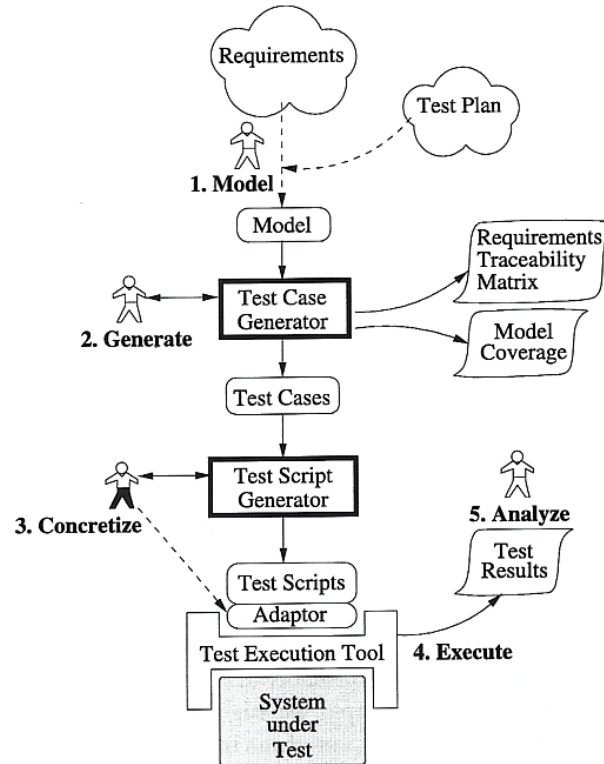 Requirements
Test Plan
1. Model
Model
Requirements
Traceability
Matrix
Test Case
Generator
2. Generate
Model
Coverage
Test Cases
Test Script
Generator
3. Concretize
5. Analyze
Test
Results
Test Scripts
Adaptor
Test Execution Tool
4. Execute
System
under
Test